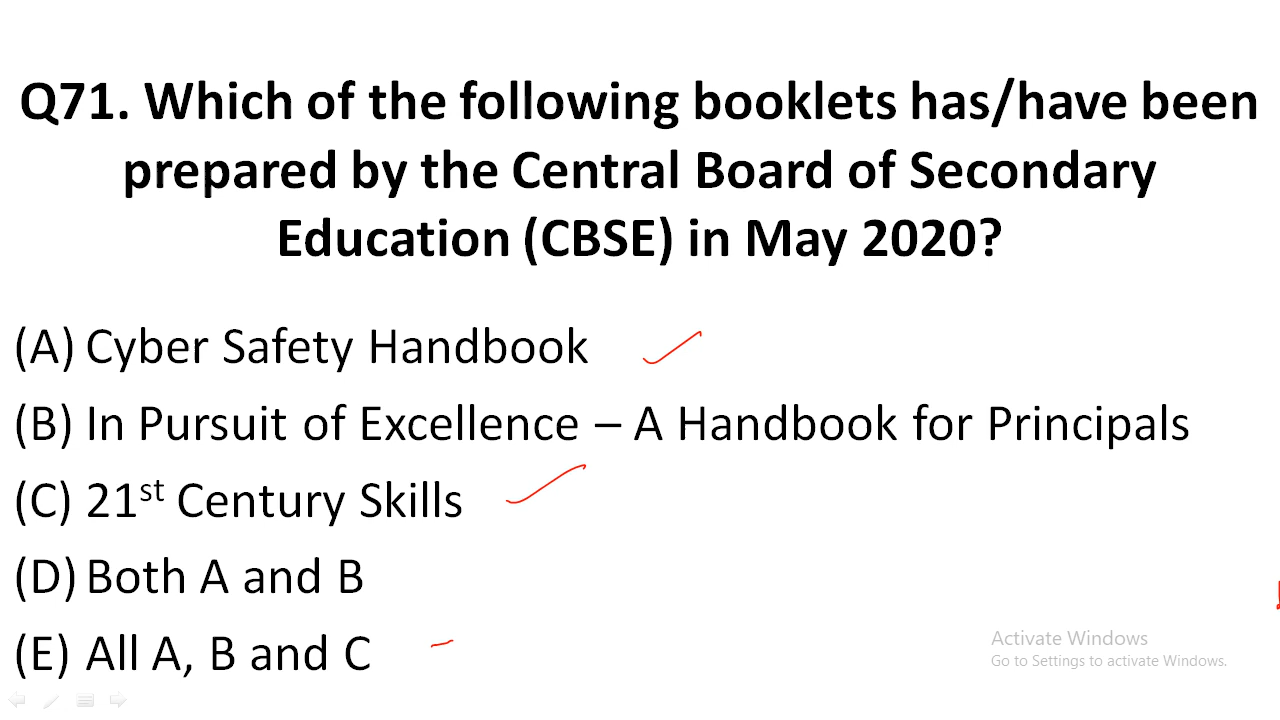 Q71. Which of the following booklets has/have been
prepared by the Central Board of Secondary
Education (CBSE) in May 2020?
(A) Cyber Safety Handbook
(B) In Pursuit of Excellence – A Handbook for Principals
(C) 21st Century Skills
(D) Both A and B
(E) All A, B and C
Activate Windows
Go to Settings to activate Windows.